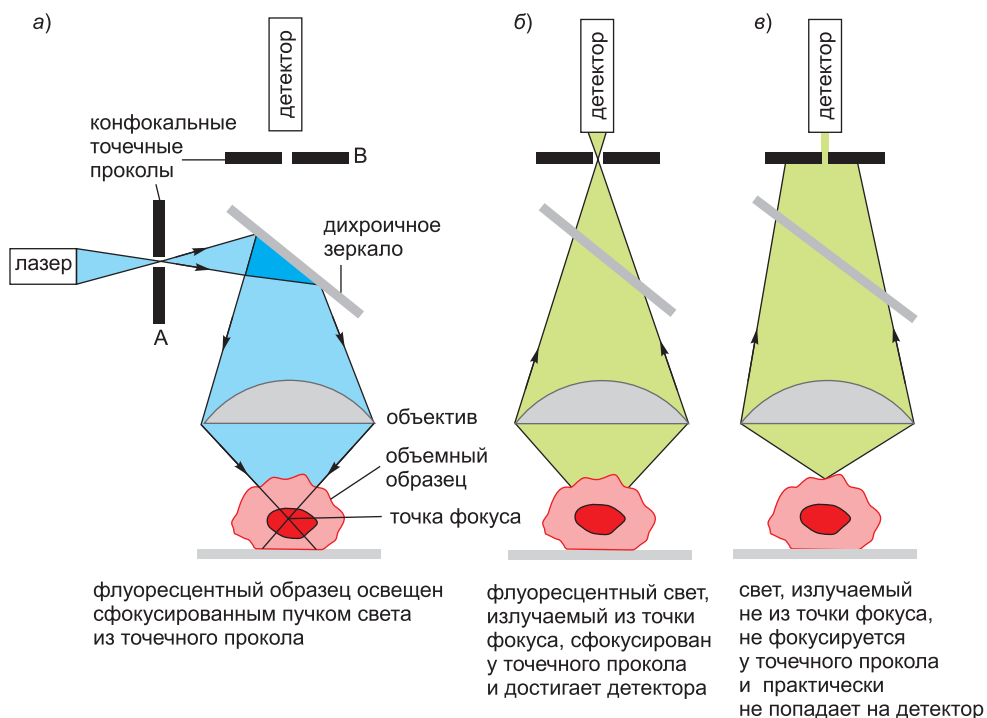 а)
детектор
конфокальные
точечные
проколы
B
лазер
A
дихроичное
зеркало
объектив
объемный
образец
точка фокуса
флуоресцентный образец освещен
сфокусированным пучком света
из точечного прокола
б)
детектор
флуоресцентный свет,
излучаемый из точки
фокуса, сфокусирован
у точечного прокола
и достигает детектора
в)
детектор
свет, излучаемый
не из точки фокуса,
не фокусируется
у точечного прокола
и практически
не попадает на детектор